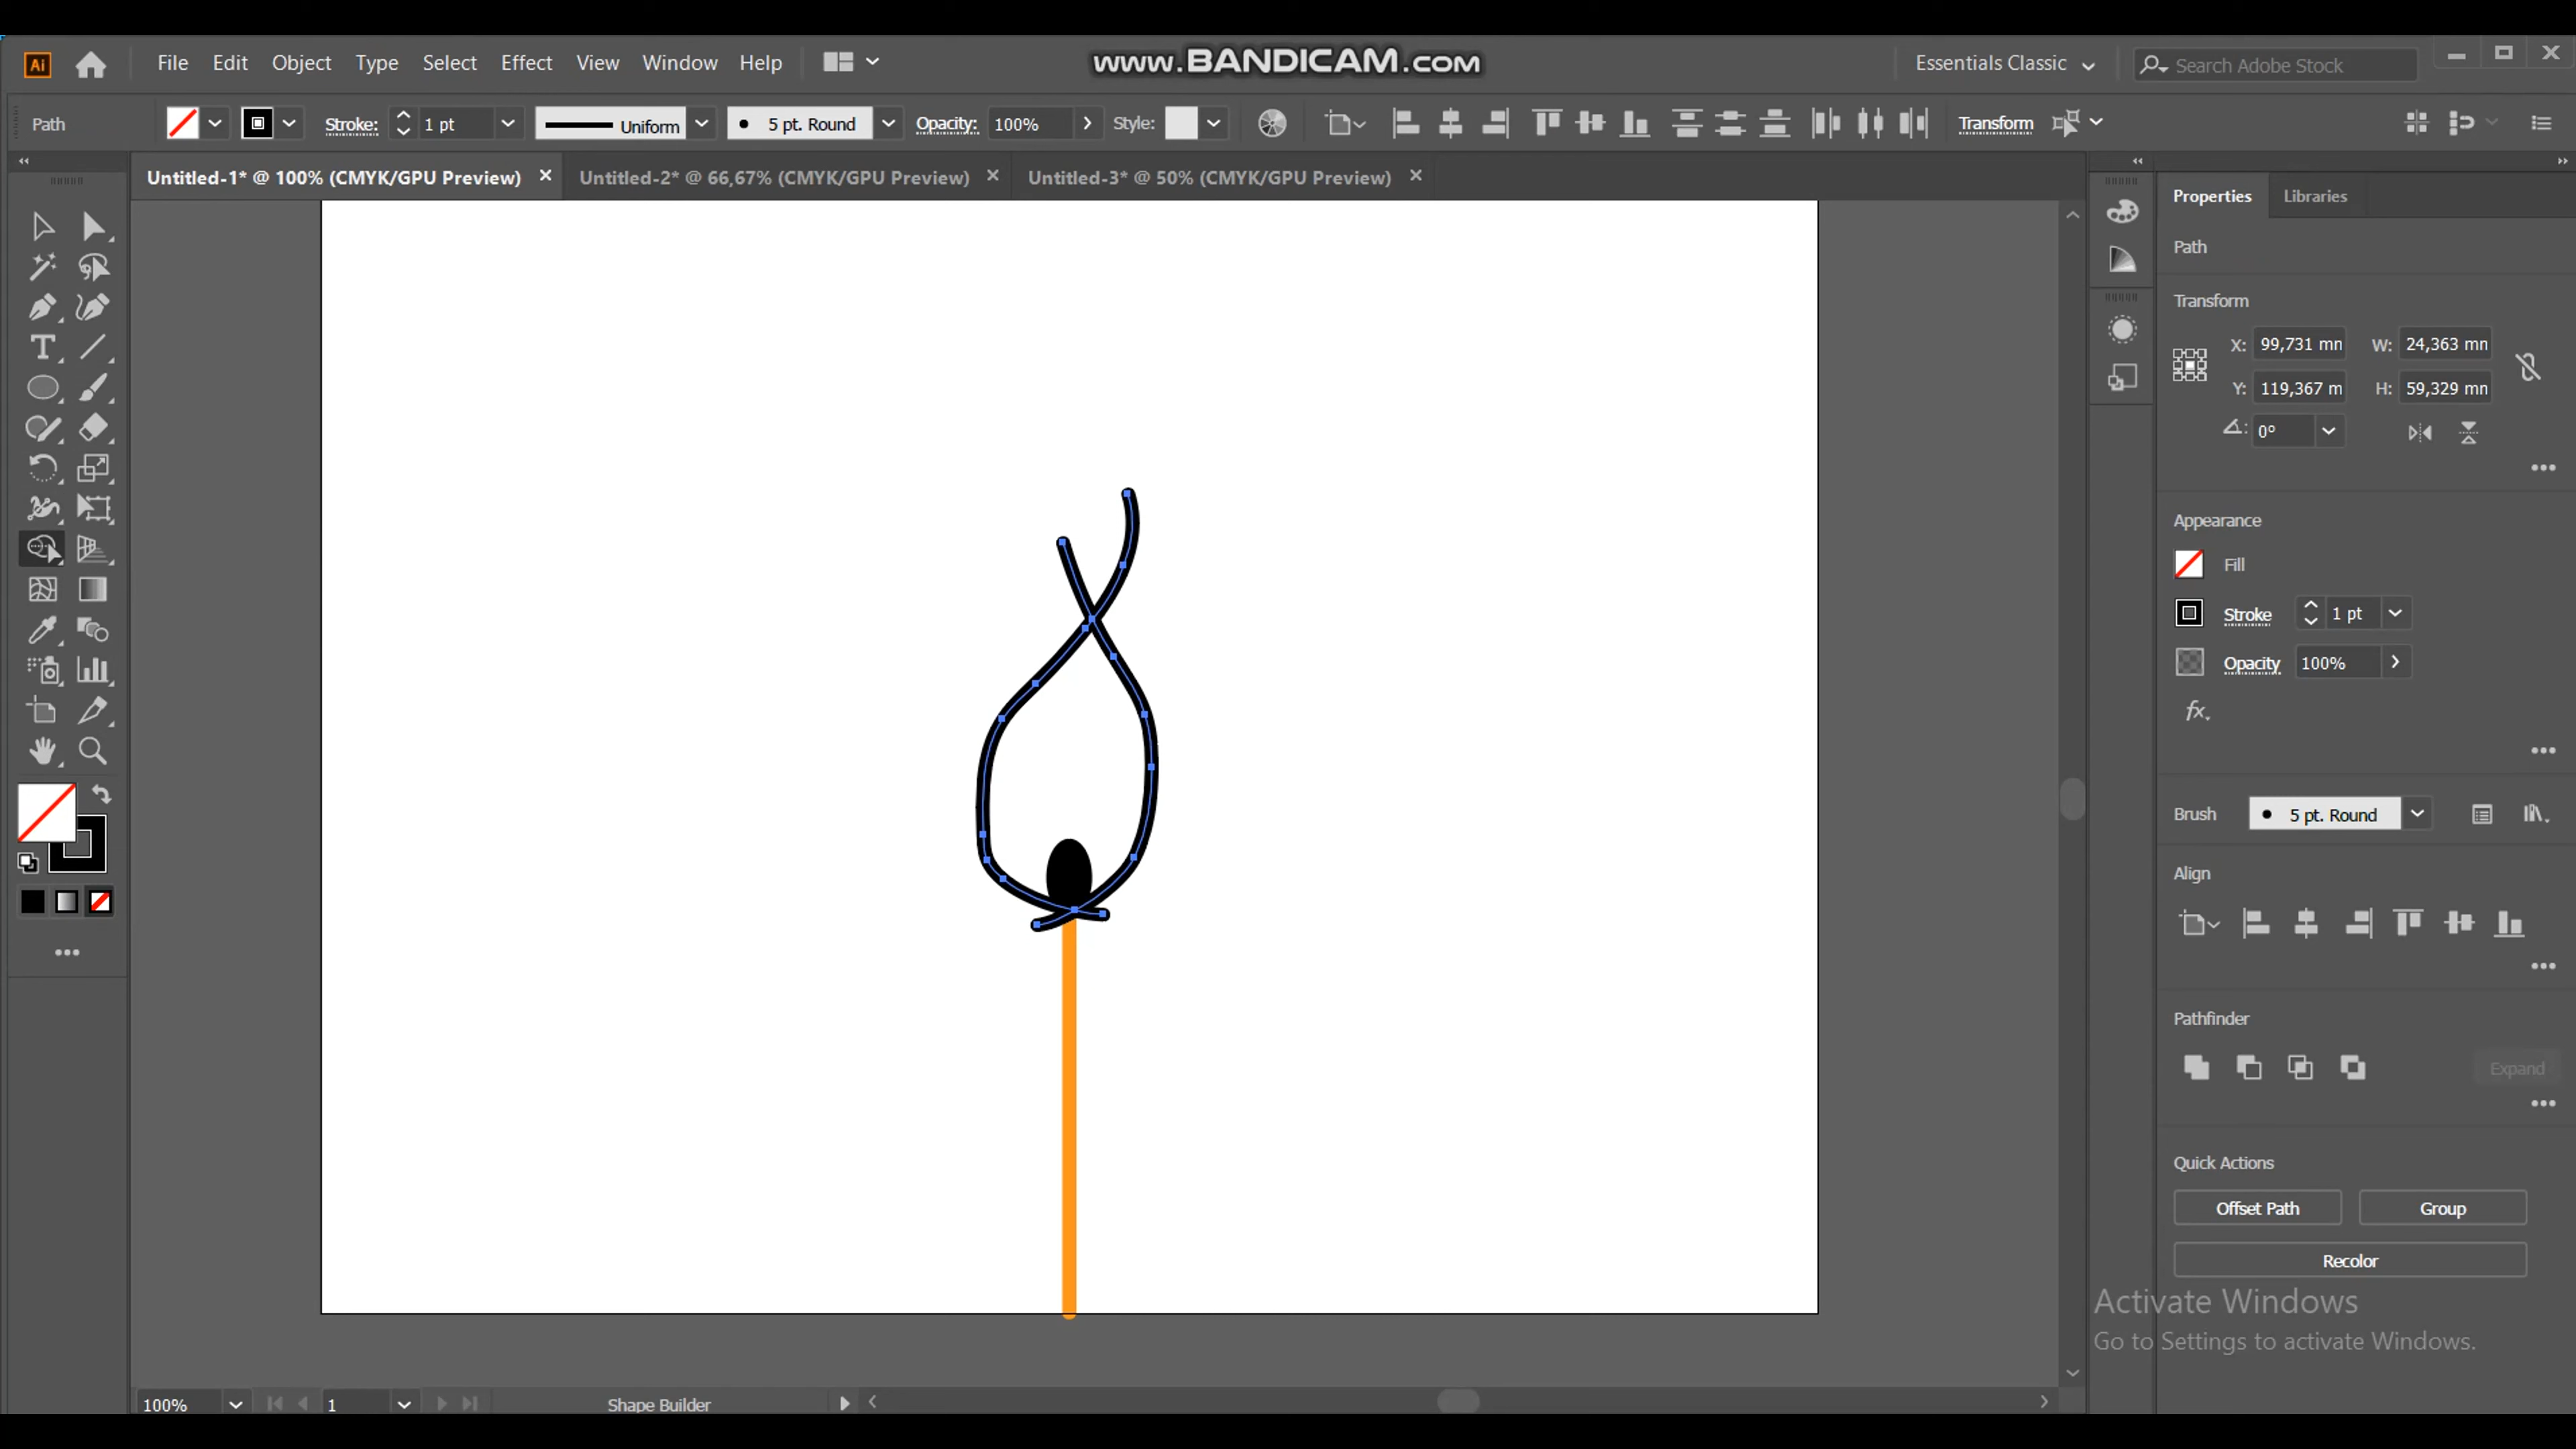 www.BANDICAM.com
Ai File Edit Object Type Select Effect View Window Help Essentials Classic Search Adobe Stock
Path Stroke: 1 pt Uniform 5 pt. Round Opacity: 100% Style: Transform
Untitled-1* @ 100% (CMYK/GPU Preview) Untitled-2* @ 66,67% (CMYK/GPU Preview) Untitled-3* @ 50% (CMYK/GPU Preview)
Properties Libraries
Path
Transform
X: 99,731 mm W: 24,363 mm
Y: 119,367 m H: 59,329 mm
0°
Appearance
Fill
Stroke 1 pt
Opacity 100%
fx
Brush 5 pt. Round
Align
Pathfinder
Expand
Quick Actions
Offset Path Group
Recolor
Activate Windows
Go to Settings to activate Windows.
100% 1 Shape Builder